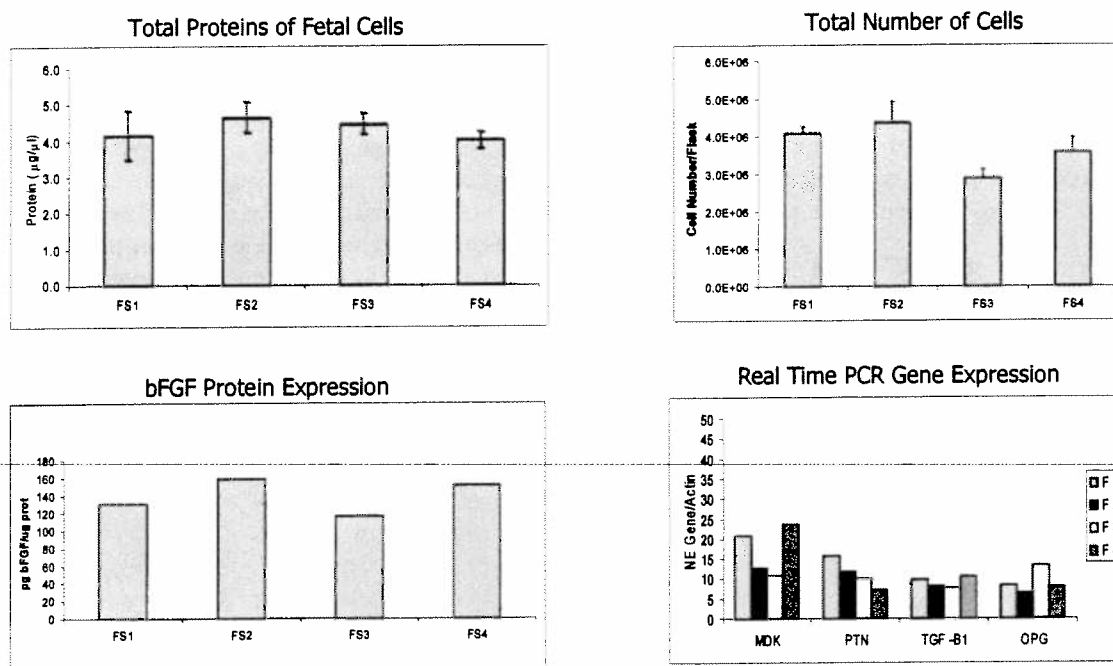 Total Proteins of Fetal Cells
6.0
5.0
4.0
3.0
2.0
1.0
0.0
Protein ( µg/µl)
FS1 FS2 FS3 FS4
Total Number of Cells
6.0E+06
5.0E+06
4.0E+06
3.0E+06
2.0E+06
1.0E+06
0.0E+00
Cell Number/Flask
FS1 FS2 FS3 FS4
bFGF Protein Expression
180
160
140
120
100
80
60
40
20
0
pg bFGF/ug prot
FS1 FS2 FS3 FS4
Real Time PCR Gene Expression
50
45
40
35
30
25
20
15
10
5
0
NE Gene/Actin
MDK PTN TGF-B1 OPG
F
F
F
F